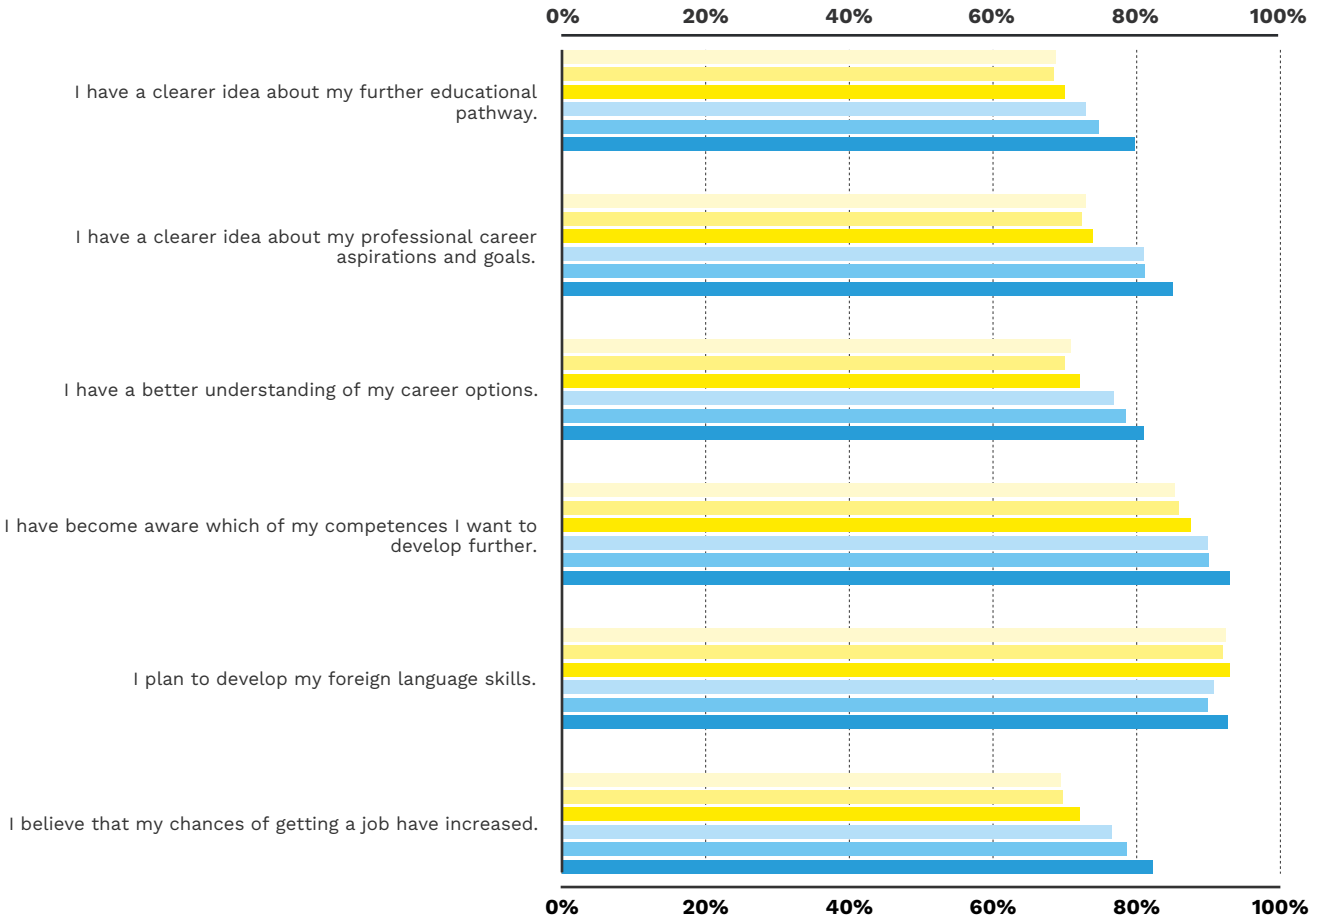 0% 20% 40% 60% 80% 100%
I have a clearer idea about my further educational
pathway.
I have a clearer idea about my professional career
aspirations and goals.
I have a better understanding of my career options.
I have become aware which of my competences I want to
develop further.
I plan to develop my foreign language skills.
I believe that my chances of getting a job have increased.
0% 20% 40% 60% 80% 100%